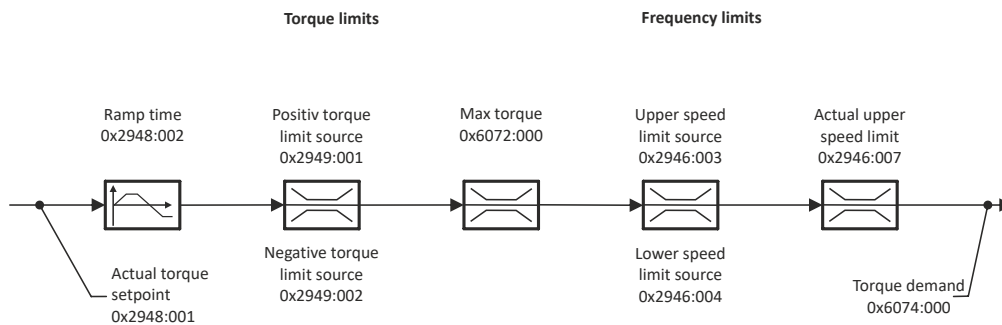 Torque limits
Frequency limits
Ramp time
0x2948:002
Positiv torque
limit source
0x2949:001
Max torque
0x6072:000
Upper speed
limit source
0x2946:003
Actual upper
speed limit
0x2946:007
Actual torque
setpoint
0x2948:001
Negative torque
limit source
0x2949:002
Lower speed
limit source
0x2946:004
Torque demand
0x6074:000